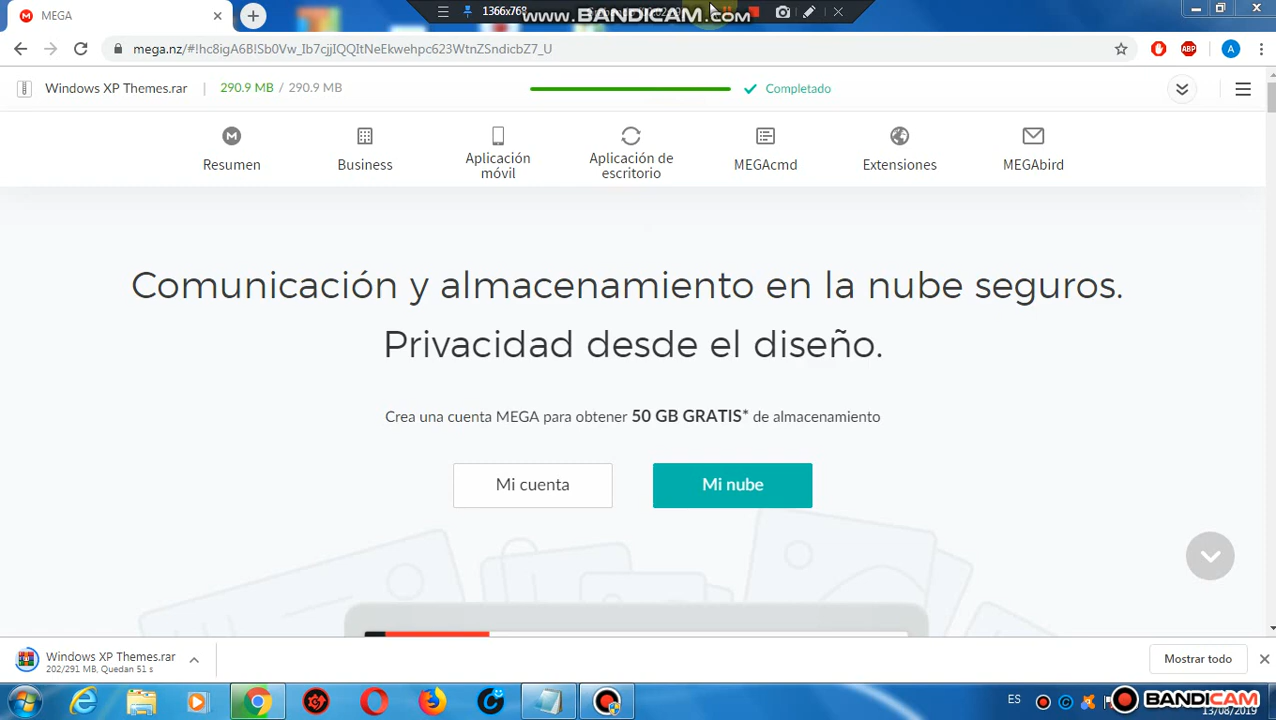 MEGA
1366x768
www.BANDICAM.com
mega.nz/#!hc8igA6B!Sb0Vw_Ib7cjjIQQItNeEkwehpc623WtnZSndicbZ7_U
ABP
A
Windows XP Themes.rar
290.9 MB / 290.9 MB
Completado
Resumen
Business
Aplicación móvil
Aplicación de escritorio
MEGAcmd
Extensiones
MEGAbird
Comunicación y almacenamiento en la nube seguros.
Privacidad desde el diseño.
Crea una cuenta MEGA para obtener 50 GB GRATIS* de almacenamiento
Mi cuenta
Mi nube
Windows XP Themes.rar
202/291 MB, Quedan 51 s
Mostrar todo
ES
BANDICAM
13/08/2019